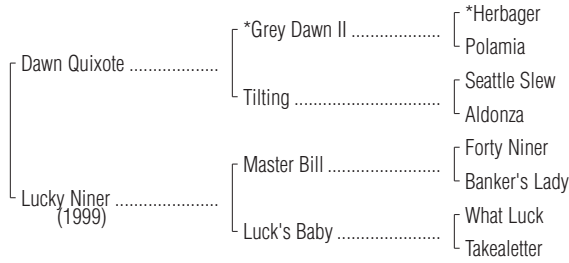 *Herbager
*Grey Dawn II ....................
Polamia
Dawn Quixote ....................
Seattle Slew
Tilting .................................
Aldonza
Forty Niner
Master Bill .........................
Banker's Lady
Lucky Niner .......................
(1999)
What Luck
Luck's Baby .......................
Takealetter